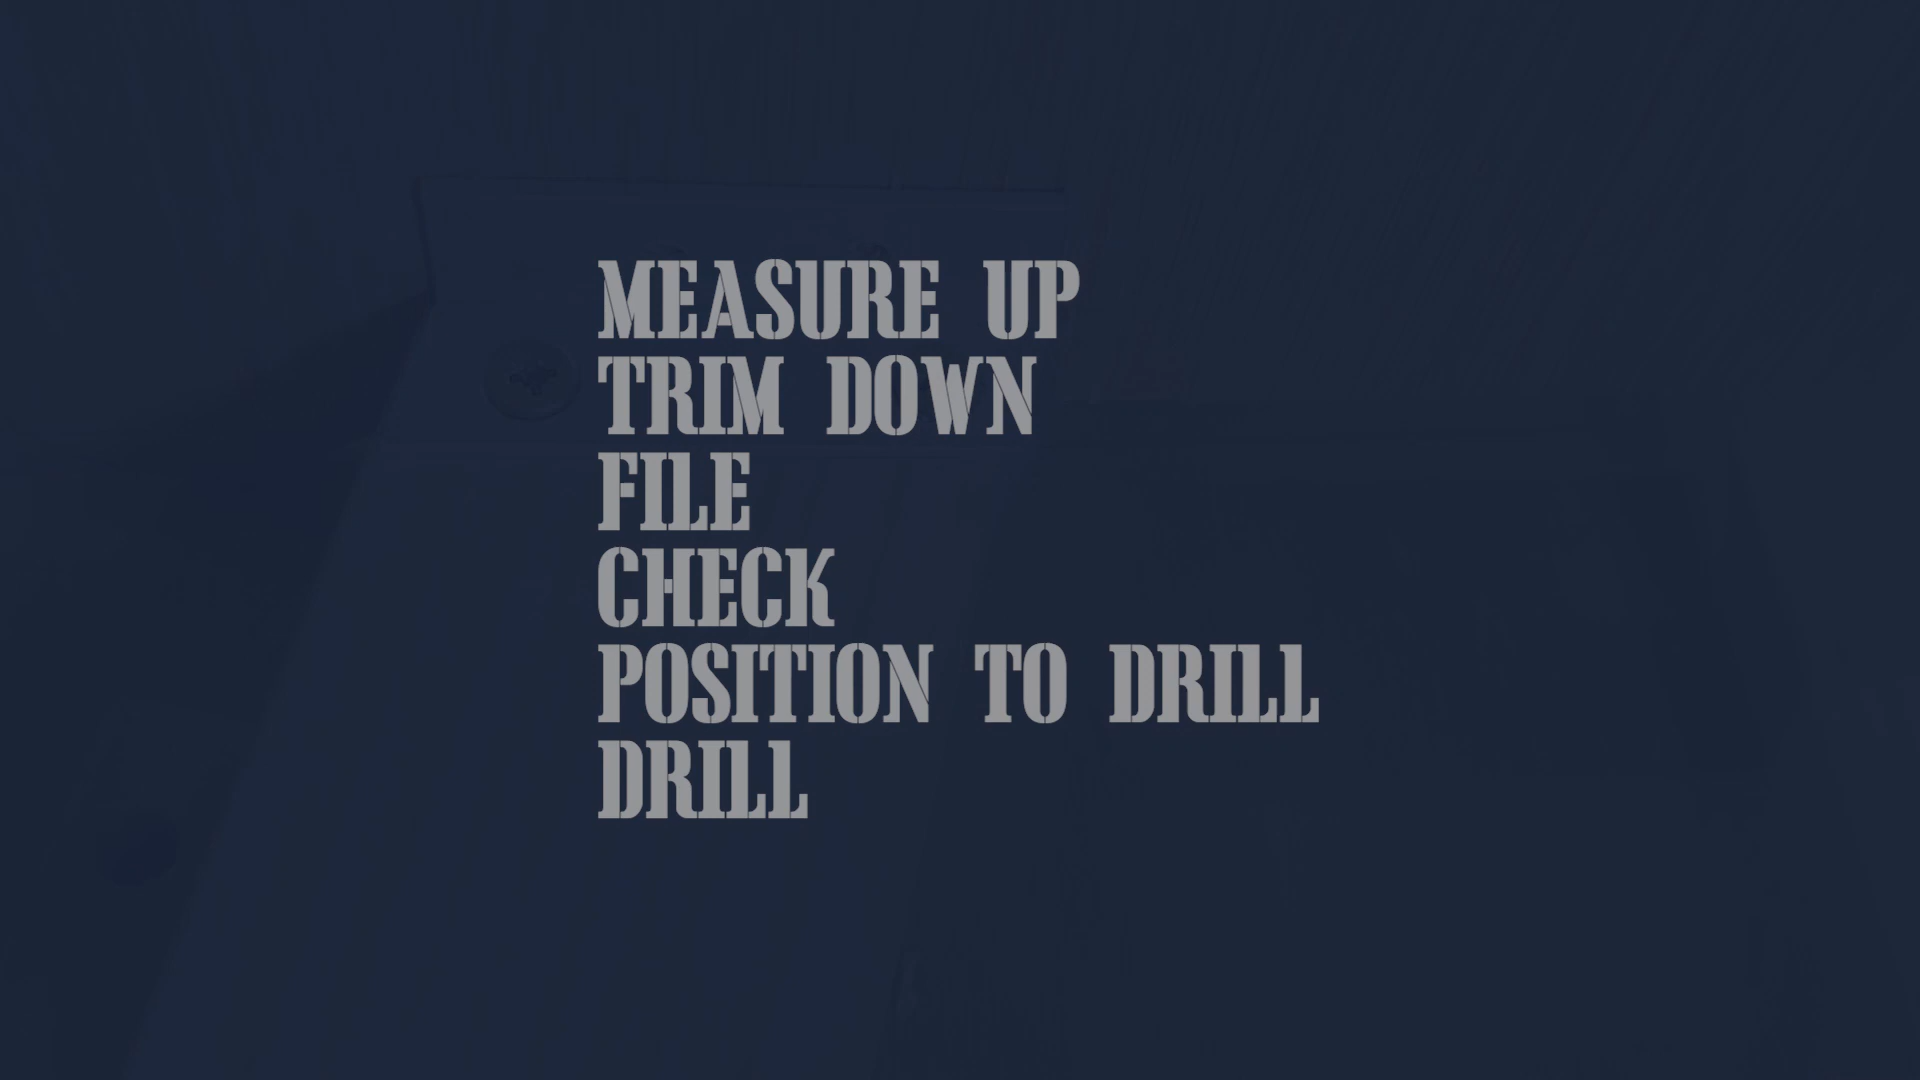 MEASURE UP
TRIM DOWN
FILE
CHECK
POSITION TO DRILL
DRILL